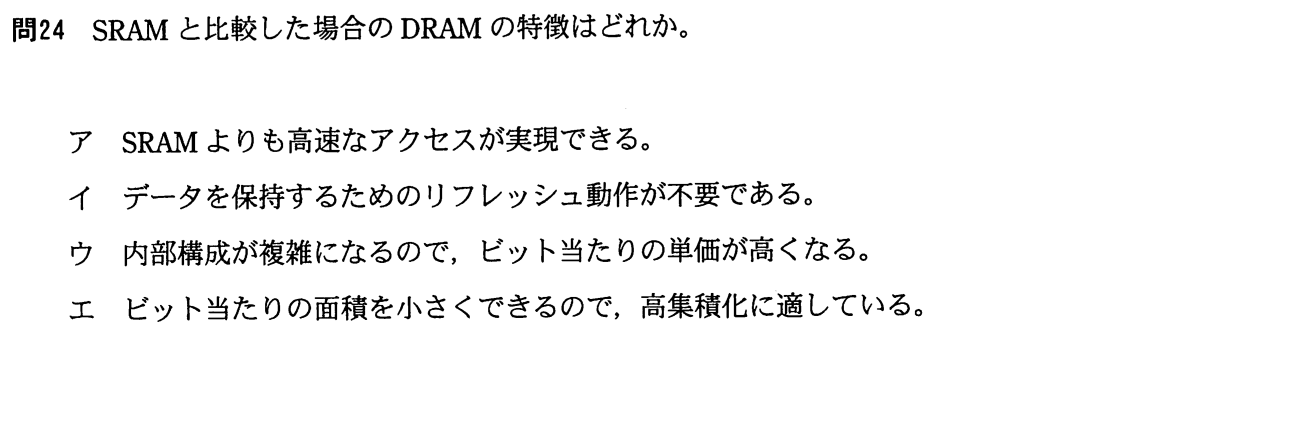 問24 SRAM と比較した場合の DRAM の特徴はどれか。
ア SRAM よりも高速なアクセスが実現できる。
イ データを保持するためのリフレッシュ動作が不要である。
ウ 内部構成が複雑になるので，ビット当たりの単価が高くなる。
エ ビット当たりの面積を小さくできるので，高集積化に適している。